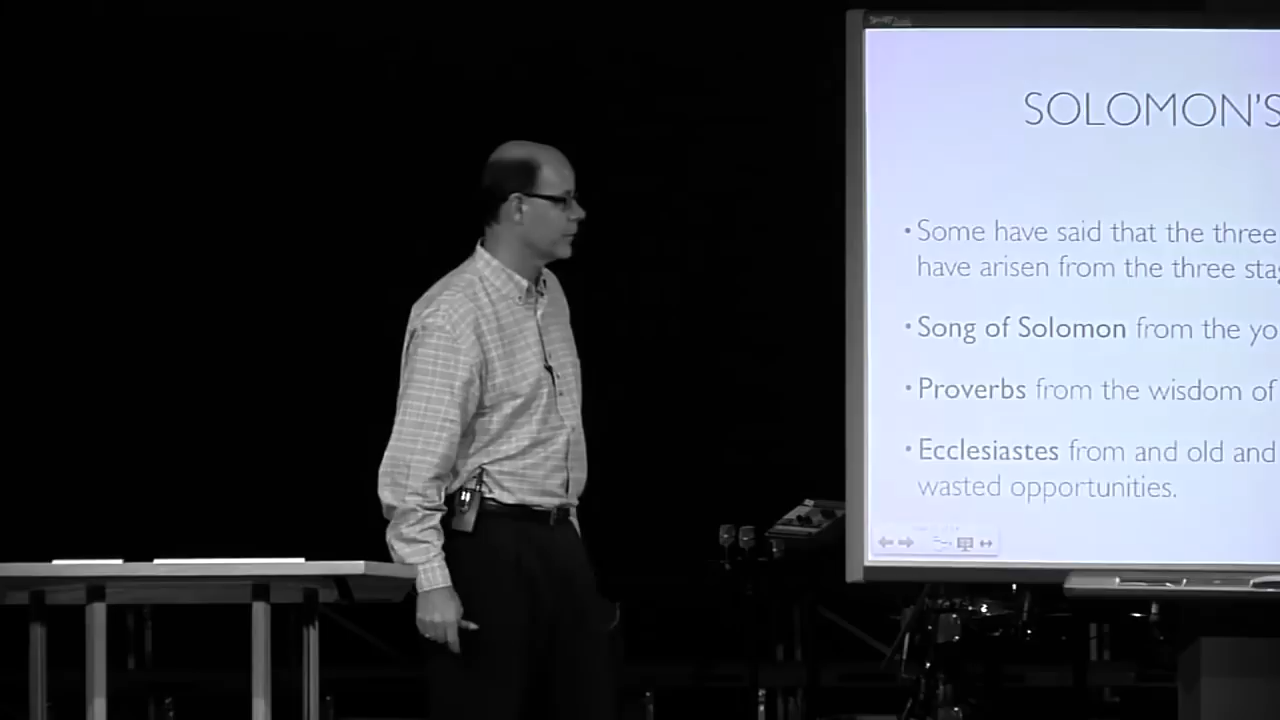 SOLOMON'S
• Some have said that the three
have arisen from the three sta
• Song of Solomon from the yo
• Proverbs from the wisdom of
• Ecclesiastes from and old and
wasted opportunities.